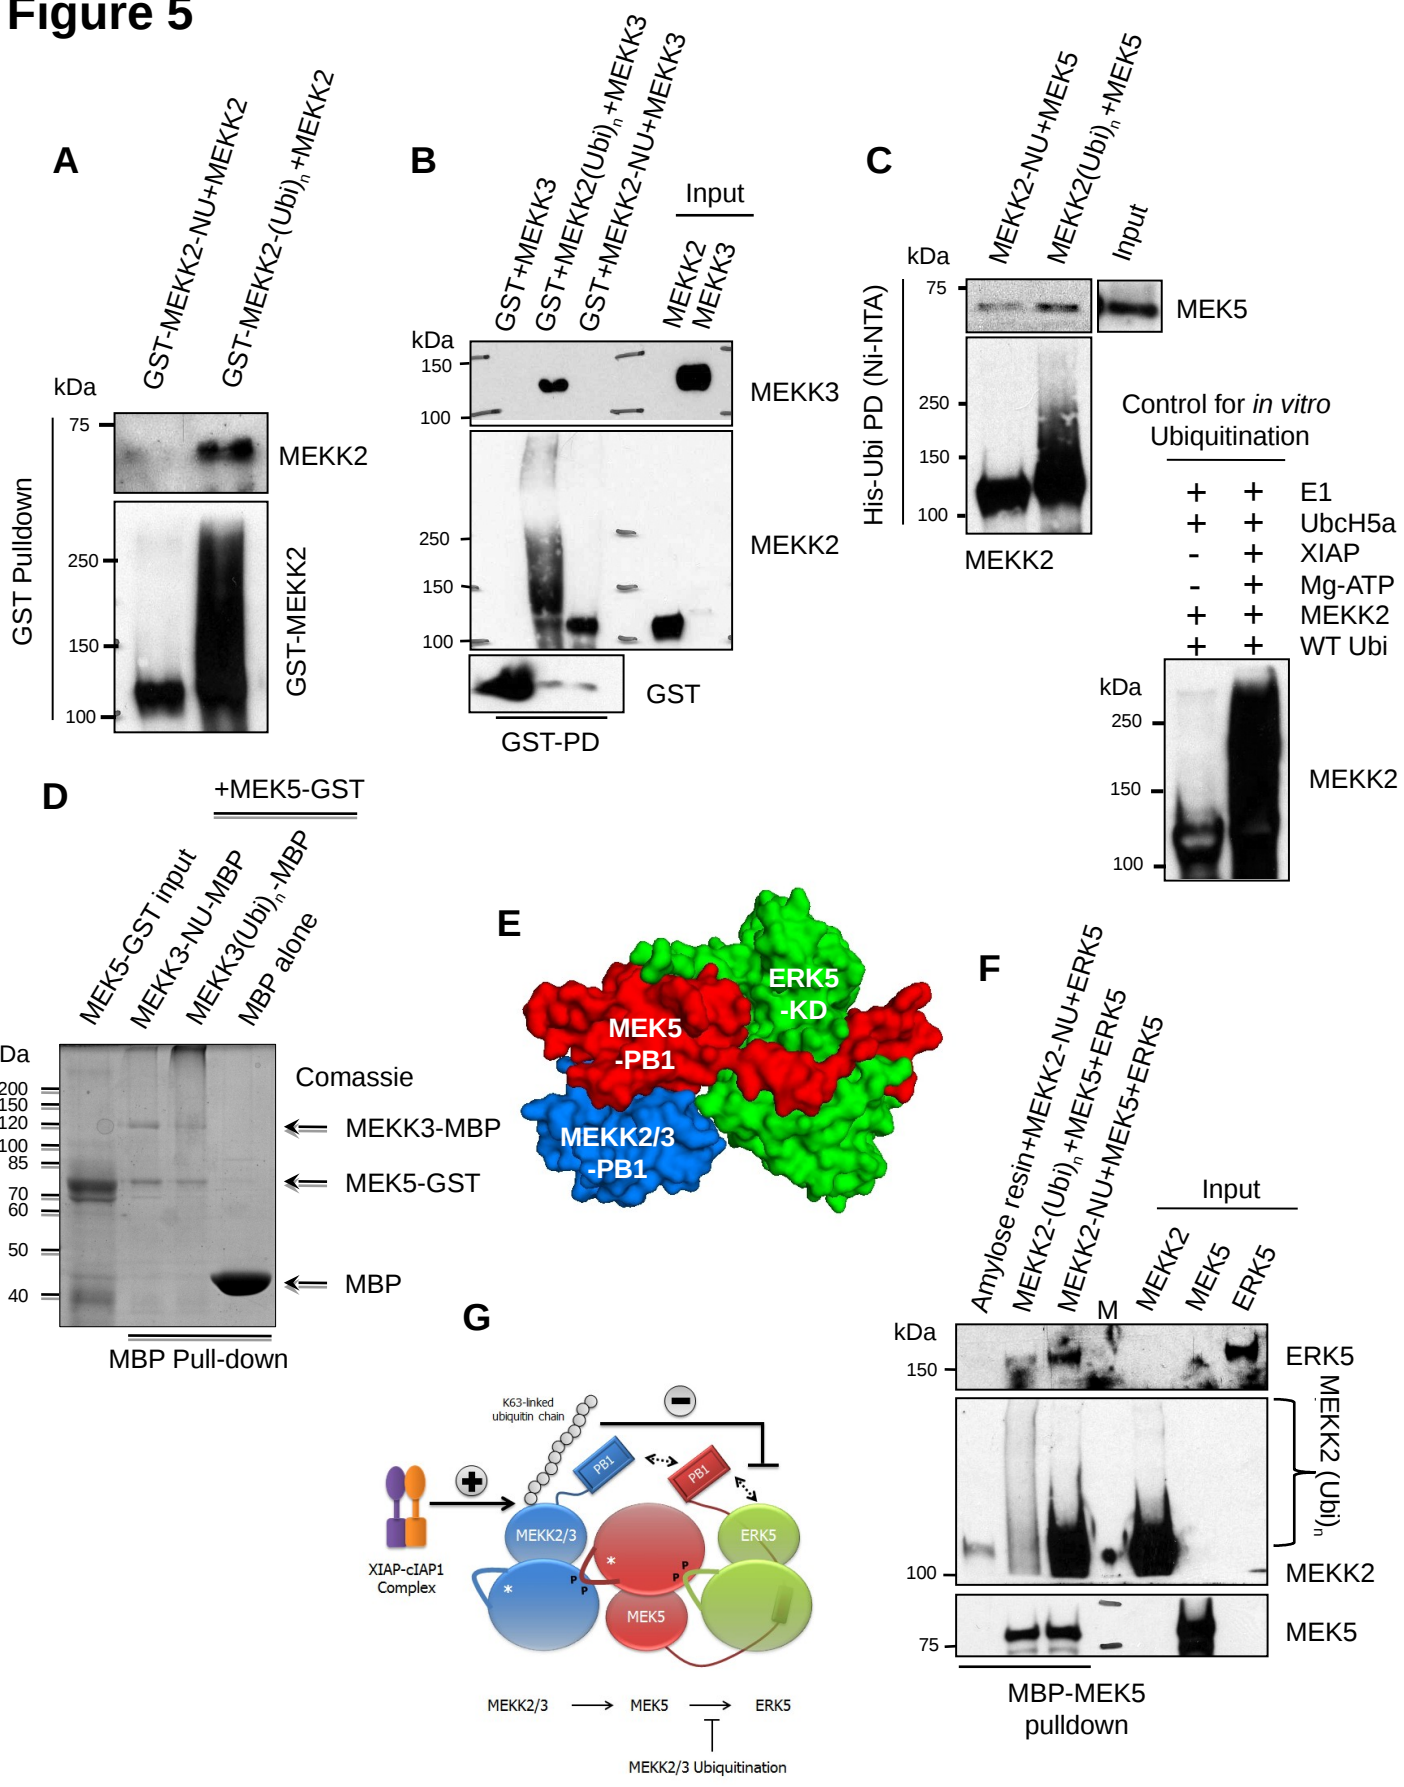 Figure 5
A
GST-MEKK2-NU+MEKK2
GST-MEKK2-(Ubi)n+MEKK2
kDa
75
MEKK2
GST Pulldown
250
150
100
GST-MEKK2
B
GST+MEKK3
GST+MEKK2(Ubi)n+MEKK3
GST+MEKK2-NU+MEKK3
Input
MEKK2
MEKK3
kDa
150
100
MEKK3
250
150
100
MEKK2
GST
GST-PD
C
MEKK2-NU+MEK5
MEKK2(Ubi)n+MEK5
Input
kDa
75
MEK5
His-Ubi PD (Ni-NTA)
250
150
100
MEKK2
Control for in vitro
Ubiquitination
+ + E1
+ + UbcH5a
- + XIAP
- + Mg-ATP
+ + MEKK2
+ + WT Ubi
kDa
250
150
100
MEKK2
D
+MEK5-GST
MEK5-GST input
MEKK3-NU-MBP
MEKK3(Ubi)n-MBP
MBP alone
Da
200
150
120
100
85
70
60
50
40
Comassie
MEKK3-MBP
MEK5-GST
MBP
MBP Pull-down
E
ERK5
-KD
MEK5
-PB1
MEKK2/3
-PB1
F
Amylose resin+MEKK2-NU+ERK5
MEKK2-(Ubi)n+MEK5+ERK5
MEKK2-NU+MEK5+ERK5
M
Input
MEKK2
MEK5
ERK5
kDa
150
ERK5
MEKK2 (Ubi)n
100
MEKK2
75
MEK5
MBP-MEK5
pulldown
G
K63-linked
ubiquitin chain
PB1
PB1
MEKK2/3
ERK5
XIAP-cIAP1
Complex
*
*
P
P
P
P
MEK5
MEKK2/3
MEK5
ERK5
MEKK2/3 Ubiquitination